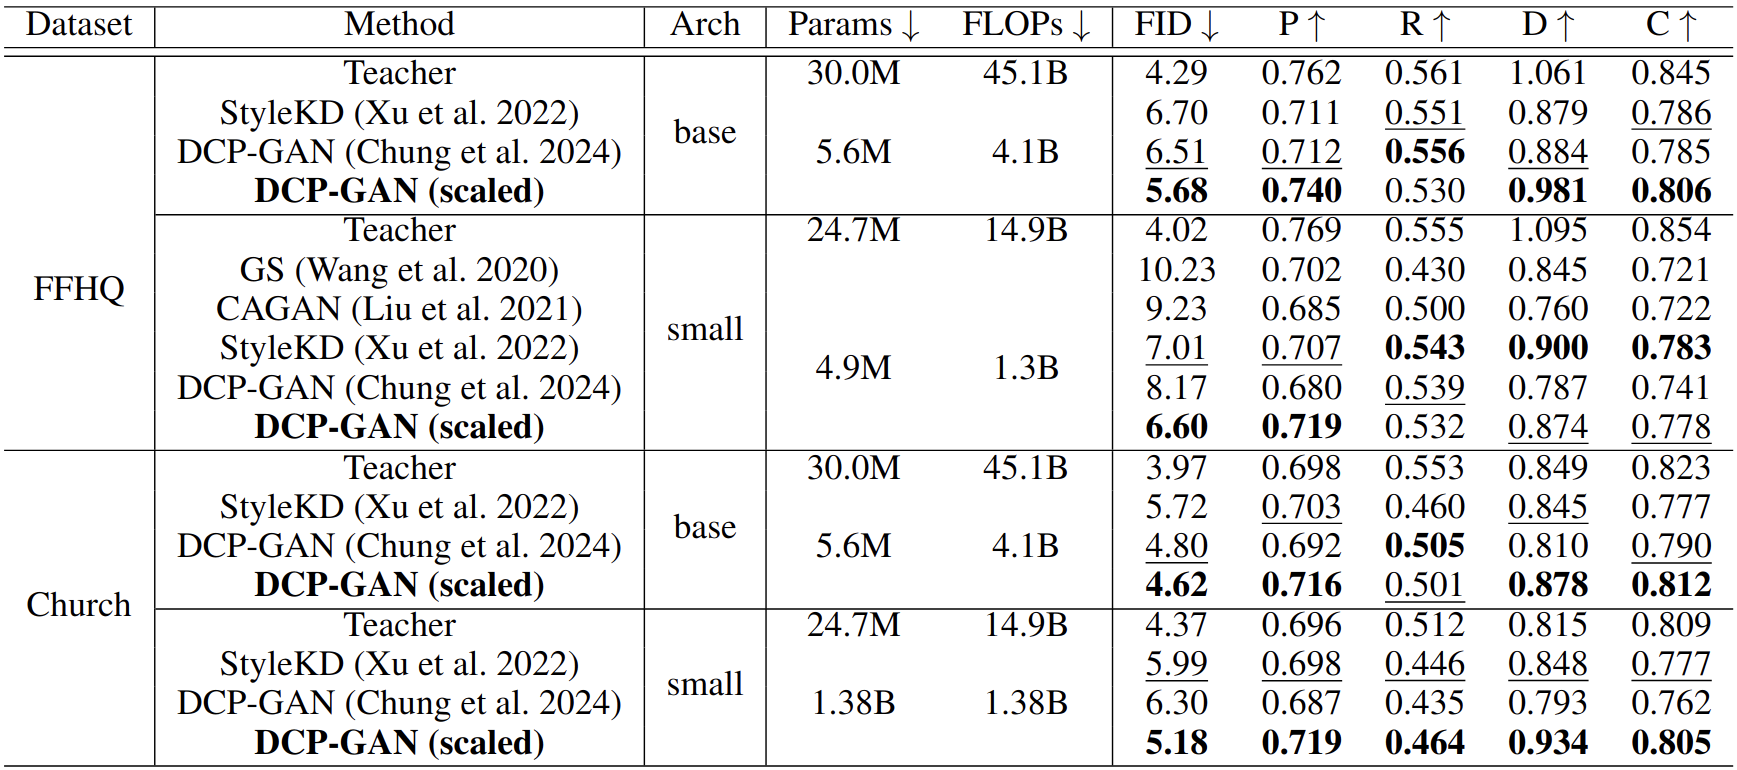 Dataset Method Arch Params ↓ FLOPs ↓ FID ↓ P ↑ R ↑ D ↑ C ↑
Teacher 30.0M 45.1B 4.29 0.762 0.561 1.061 0.845
StyleKD (Xu et al. 2022) 6.70 0.711 0.551 0.879 0.786
base
DCP-GAN (Chung et al. 2024) 5.6M 4.1B 6.51 0.712 0.556 0.884 0.785
DCP-GAN (scaled) 5.68 0.740 0.530 0.981 0.806
Teacher 24.7M 14.9B 4.02 0.769 0.555 1.095 0.854
GS (Wang et al. 2020) 10.23 0.702 0.430 0.845 0.721
FFHQ
CAGAN (Liu et al. 2021) 9.23 0.685 0.500 0.760 0.722
small
StyleKD (Xu et al. 2022) 7.01 0.707 0.543 0.900 0.783
4.9M 1.3B
DCP-GAN (Chung et al. 2024) 8.17 0.680 0.539 0.787 0.741
DCP-GAN (scaled) 6.60 0.719 0.532 0.874 0.778
Teacher 30.0M 45.1B 3.97 0.698 0.553 0.849 0.823
StyleKD (Xu et al. 2022) 5.72 0.703 0.460 0.845 0.777
base
DCP-GAN (Chung et al. 2024) 5.6M 4.1B 4.80 0.692 0.505 0.810 0.790
DCP-GAN (scaled) 4.62 0.716 0.501 0.878 0.812
Church
Teacher 24.7M 14.9B 4.37 0.696 0.512 0.815 0.809
StyleKD (Xu et al. 2022) 5.99 0.698 0.446 0.848 0.777
small
DCP-GAN (Chung et al. 2024) 1.38B 1.38B 6.30 0.687 0.435 0.793 0.762
DCP-GAN (scaled) 5.18 0.719 0.464 0.934 0.805